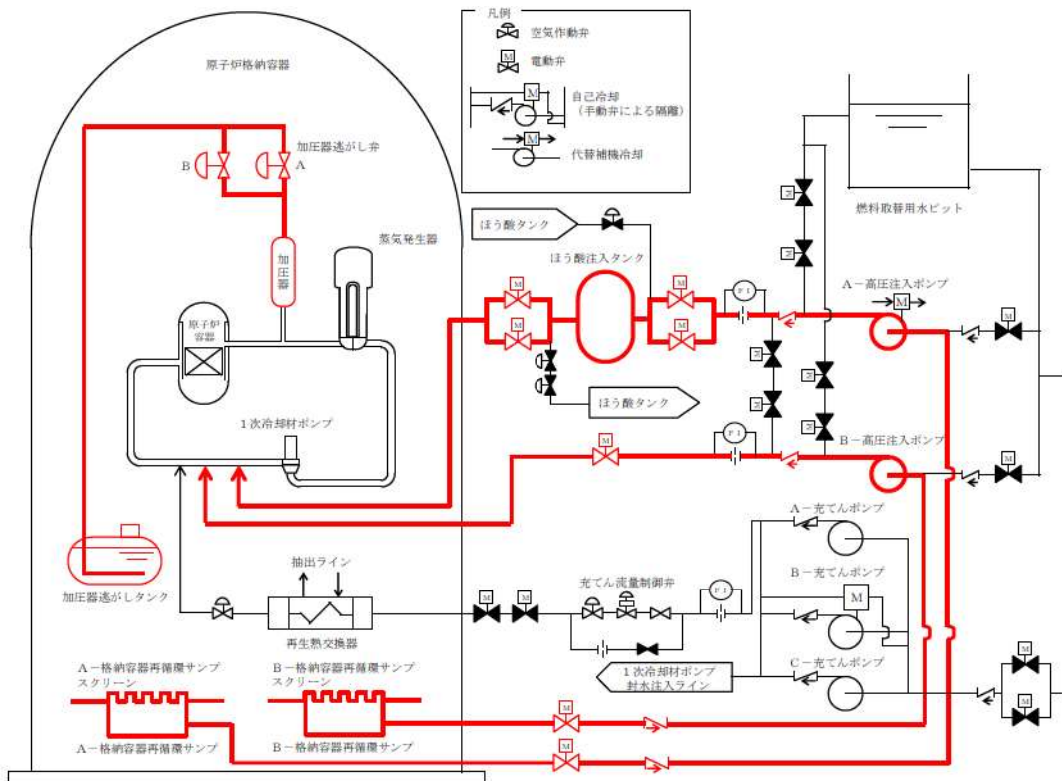 凡例
空気作動弁
M
電動弁
M
自己冷却
(手動弁による隔離)
M
代替補機冷却
原子炉格納容器
加圧器逃がし弁
B
A
加圧器
蒸気発生器
原子炉
容器
1次冷却材ポンプ
加圧器逃がしタンク
ほう酸タンク
ほう酸注入タンク
M
M
M
M
FI
ほう酸タンク
M
M
M
M
M
M
燃料取替用水ピット
A-高圧注入ポンプ
M
M
M
FI
B-高圧注入ポンプ
M
抽出ライン
再生熱交換器
M
M
充てん流量制御弁
FI
A-充てんポンプ
B-充てんポンプ
M
C-充てんポンプ
1次冷却材ポンプ
封水注入ライン
M
M
A-格納容器再循環サンプ
スクリーン
B-格納容器再循環サンプ
スクリーン
M
M
A-格納容器再循環サンプ
B-格納容器再循環サンプ